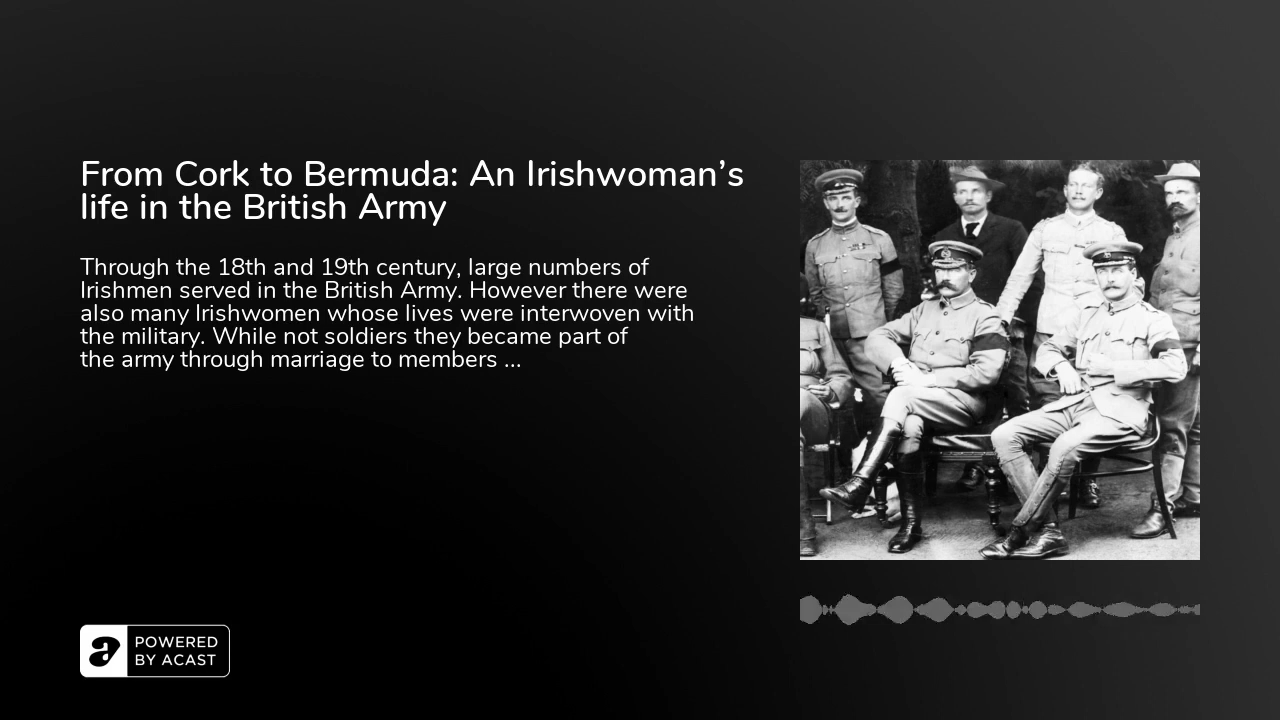 From Cork to Bermuda: An Irishwoman’s
life in the British Army
Through the 18th and 19th century, large numbers of
Irishmen served in the British Army. However there were
also many Irishwomen whose lives were interwoven with
the military. While not soldiers they became part of
the army through marriage to members ...
a
POWERED
BY ACAST